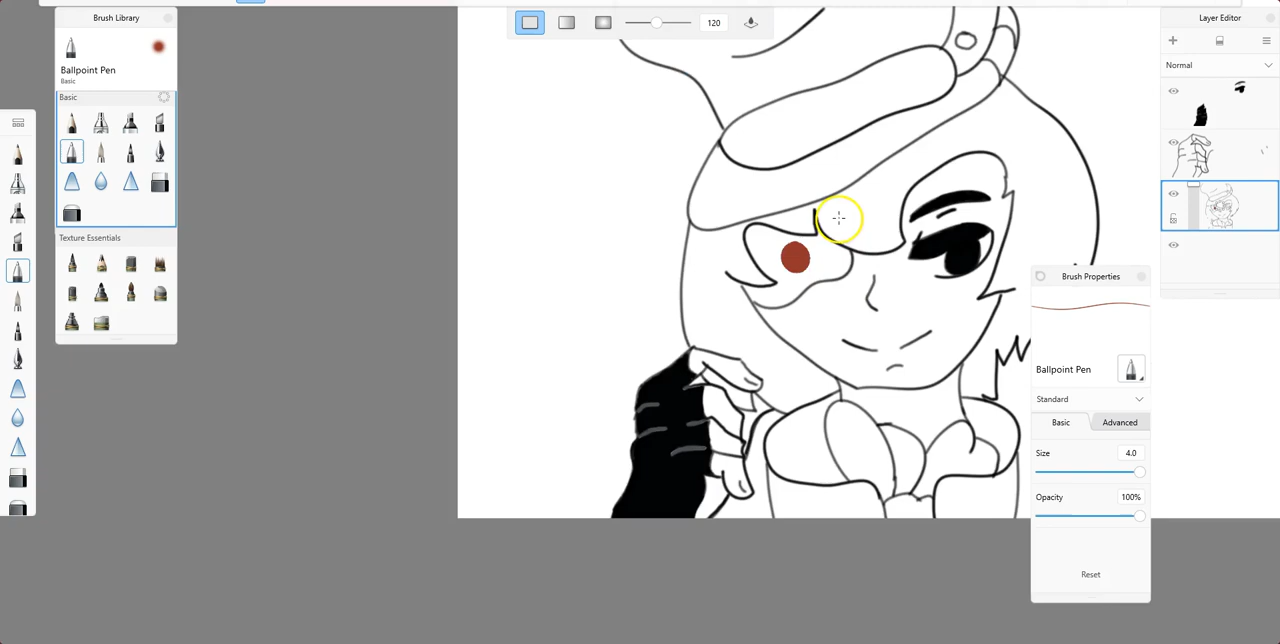 Brush Library
Ballpoint Pen
Basic
Basic
Texture Essentials
120
Layer Editor
Normal
Brush Properties
Ballpoint Pen
Standard
Basic
Advanced
Size
4.0
Opacity
100%
Reset